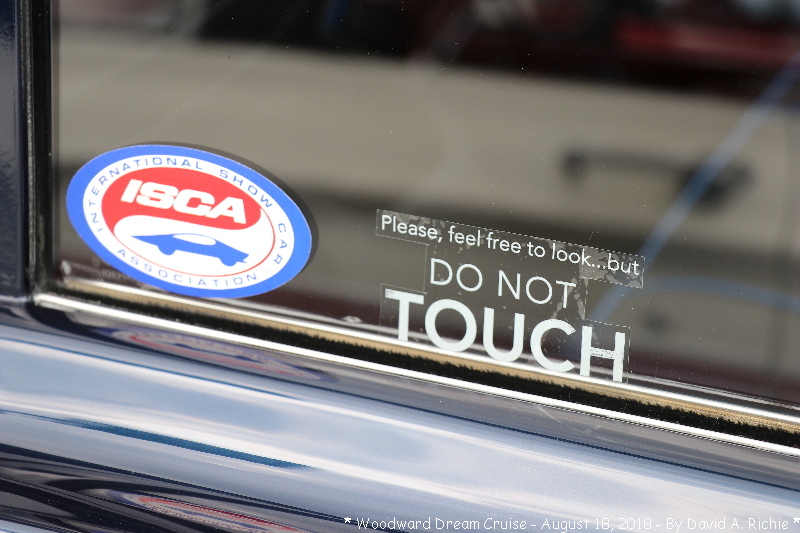 INTERNATIONAL SHOW CAR
ISCA
ASSOCIATION
Please, feel free to look...but
DO NOT
TOUCH
* Woodward Dream Cruise - August 18, 2018 - By David A. Richie *